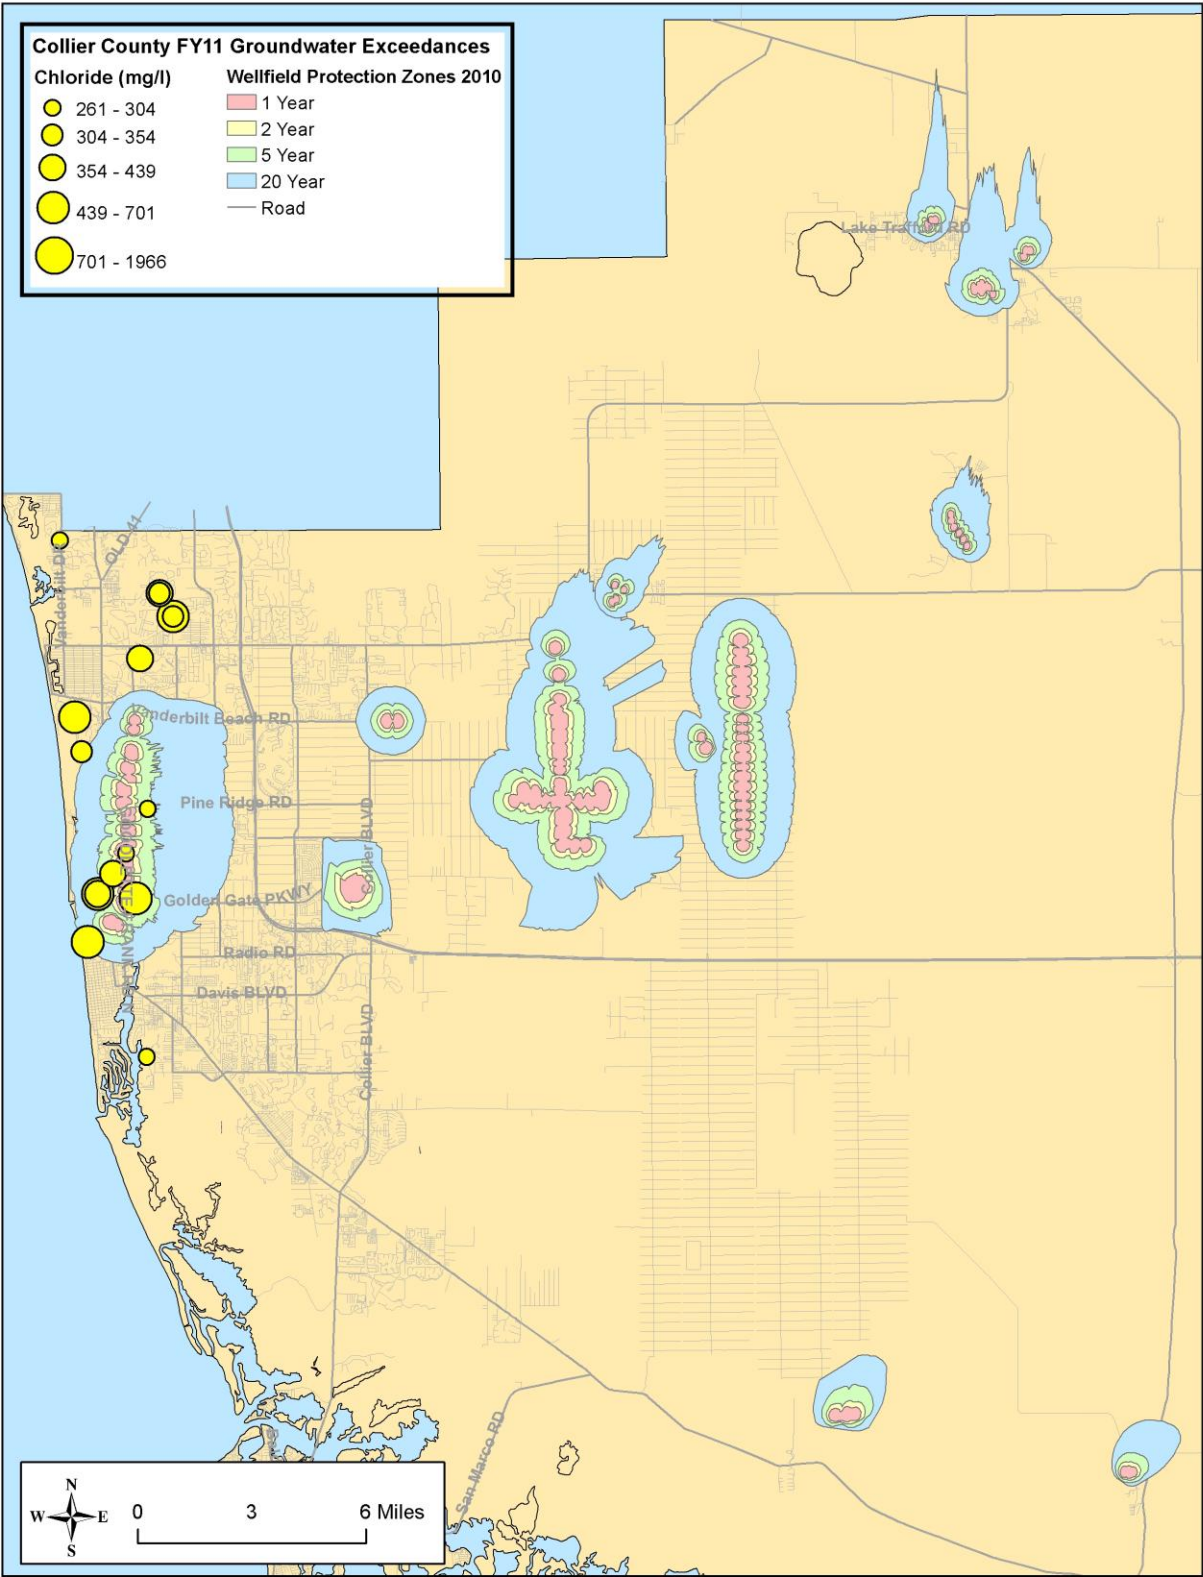 Collier County FY11 Groundwater Exceedances
Chloride (mg/l)
261 - 304
304 - 354
354 - 439
439 - 701
701 - 1966
Wellfield Protection Zones 2010
1 Year
2 Year
5 Year
20 Year
Road
Lake Trafford RD
OLD 41
Vanderbilt DR
Vanderbilt Beach RD
Pine Ridge RD
Collier BLVD
Golden Gate PKWY
Radio RD
Davis BLVD
Collier BLVD
San Marco RD
N
W E
S
0 3 6 Miles